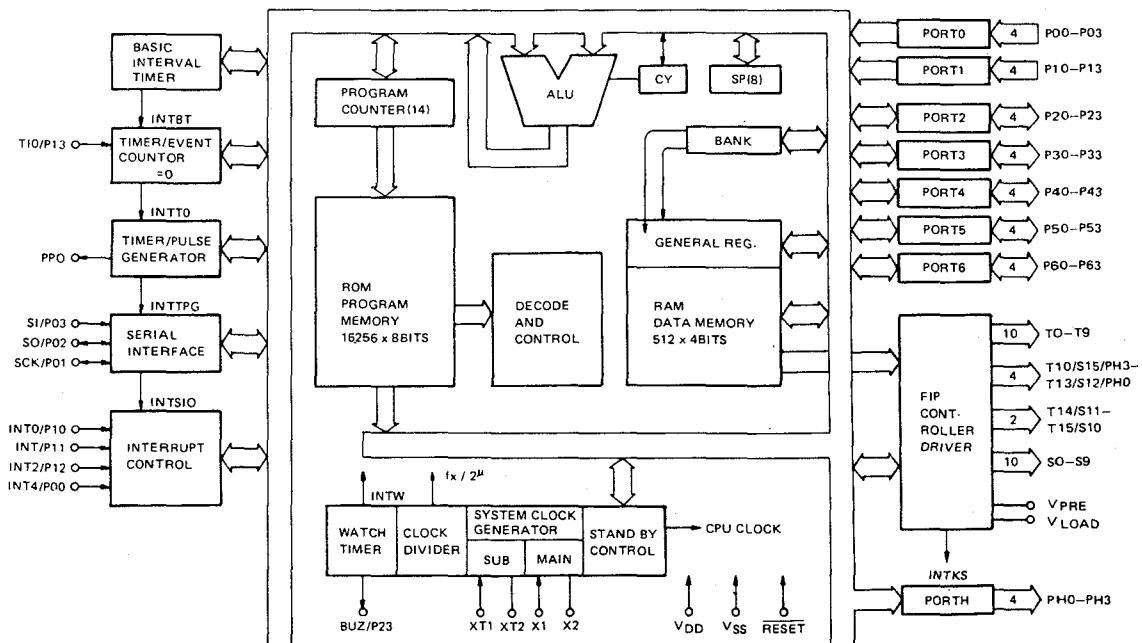 BASIC
INTERVAL
TIMER
INTBT
TI0/P13
TIMER/EVENT
COUNTOR
=0
INTT0
PPO
TIMER/PULSE
GENERATOR
INTTPG
SI/P03
SO/P02
SCK/P01
SERIAL
INTERFACE
INTSIO
INT0/P10
INT/P11
INT2/P12
INT4/P00
INTERRUPT
CONTROL
PROGRAM
COUNTER(14)
ALU
CY
SP(8)
BANK
ROM
PROGRAM
MEMORY
16256 x 8BITS
DECODE
AND
CONTROL
GENERAL REG.
RAM
DATA MEMORY
512 x 4BITS
INTW
fx / 2^μ
WATCH
TIMER
CLOCK
DIVIDER
SYSTEM CLOCK
GENERATOR
SUB
MAIN
STAND BY
CONTROL
CPU CLOCK
BUZ/P23
XT1
XT2
X1
X2
VDD
VSS
RESET
PORT0 4 P00–P03
PORT1 4 P10–P13
PORT2 4 P20–P23
PORT3 4 P30–P33
PORT4 4 P40–P43
PORT5 4 P50–P53
PORT6 4 P60–P63
FIP
CONT-
ROLLER
DRIVER
10 TO–T9
4 T10/S15/PH3–
T13/S12/PH0
2 T14/S11–
T15/S10
10 SO–S9
VPRE
VLOAD
INTKS
PORTH 4 PH0–PH3